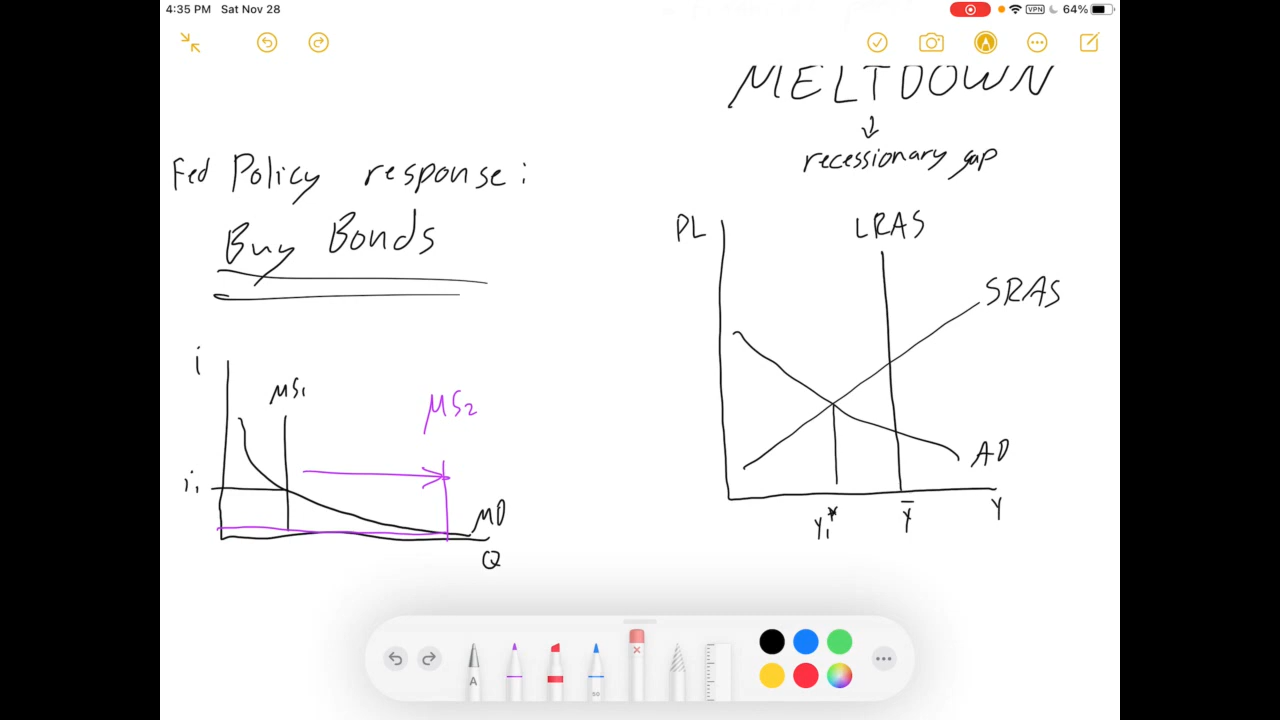 4:35 PM Sat Nov 28
VPN 64%
MELTDOWN
recessionary gap
Fed Policy response:
Buy Bonds
i
MS1
MS2
i1
MD
Q
PL
LRAS
SRAS
AD
Y1*
Y̅
Y
A